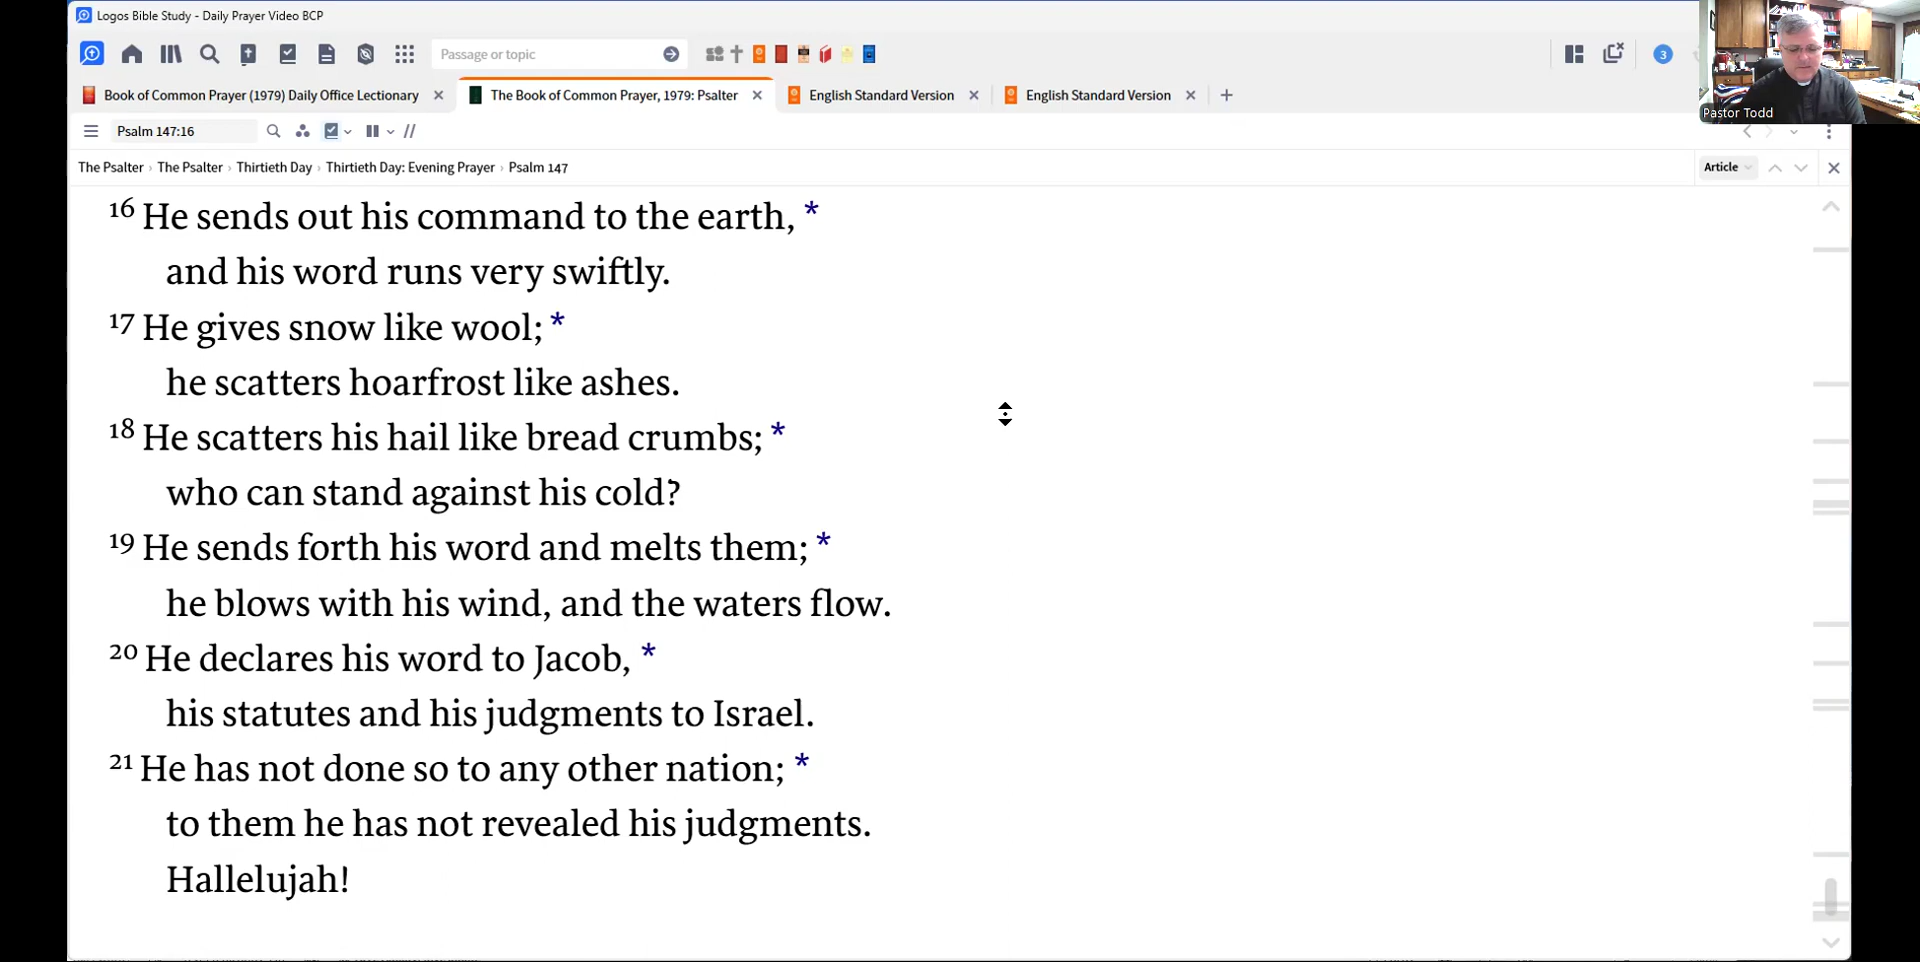 Logos Bible Study - Daily Prayer Video BCP
Passage or topic
3
Book of Common Prayer (1979) Daily Office Lectionary
The Book of Common Prayer, 1979: Psalter
English Standard Version
English Standard Version
Pastor Todd
Psalm 147:16
The Psalter › The Psalter › Thirtieth Day › Thirtieth Day: Evening Prayer › Psalm 147
Article
16 He sends out his command to the earth, *
and his word runs very swiftly.
17 He gives snow like wool; *
he scatters hoarfrost like ashes.
18 He scatters his hail like bread crumbs; *
who can stand against his cold?
19 He sends forth his word and melts them; *
he blows with his wind, and the waters flow.
20 He declares his word to Jacob, *
his statutes and his judgments to Israel.
21 He has not done so to any other nation; *
to them he has not revealed his judgments.
Hallelujah!